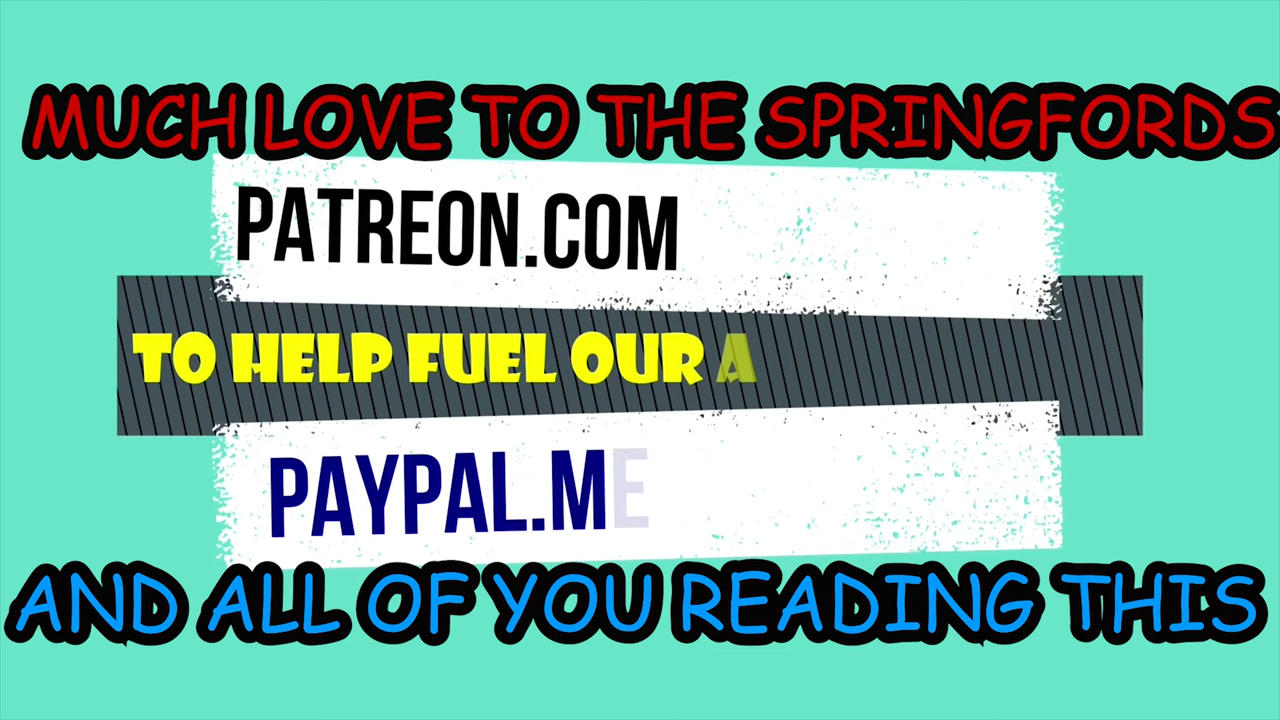 MUCH LOVE TO THE SPRINGFORDS
PATREON.COM
TO HELP FUEL OUR A
PAYPAL.ME
AND ALL OF YOU READING THIS